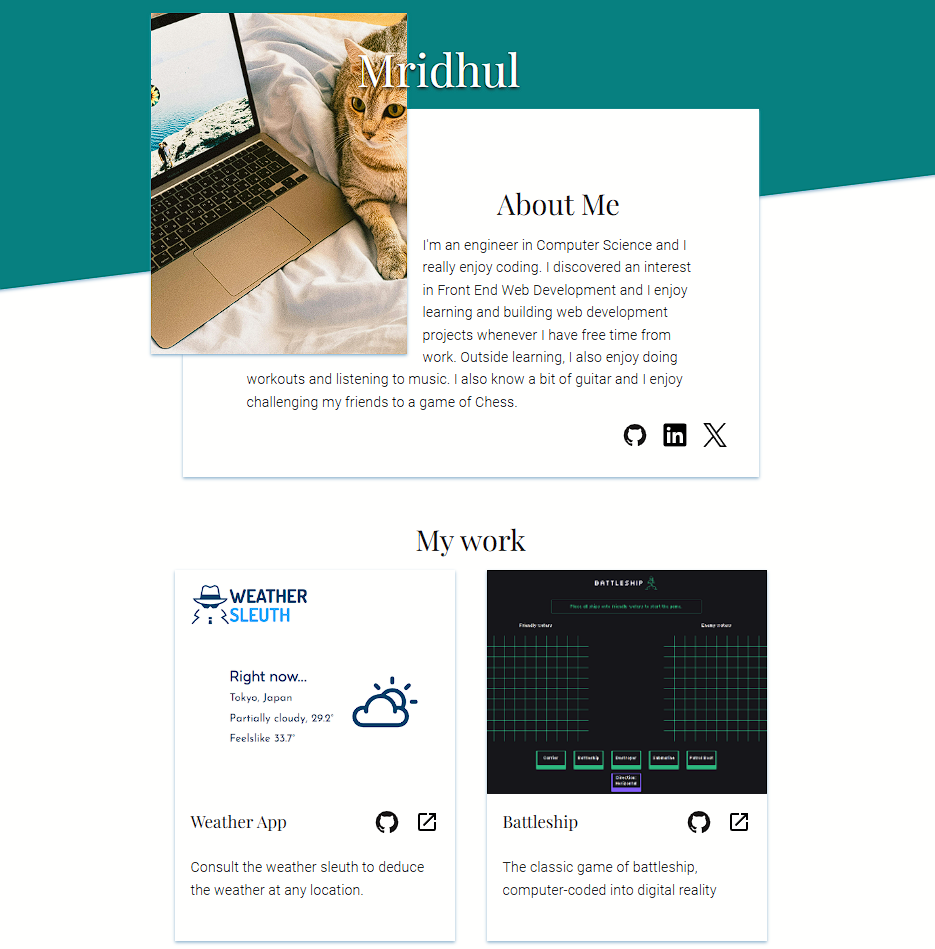 Mridhul
About Me
I'm an engineer in Computer Science and I
really enjoy coding. I discovered an interest
in Front End Web Development and I enjoy
learning and building web development
projects whenever I have free time from
work. Outside learning, I also enjoy doing
workouts and listening to music. I also know a bit of guitar and I enjoy
challenging my friends to a game of Chess.
My work
WEATHER
SLEUTH
Right now...
Tokyo, Japan
Partially cloudy, 29.2°
Feelslike 33.7°
BATTLESHIP
Place all ships into friendly waters to start the game.
Friendly waters
Enemy waters
Carrier
Battleship
Destroyer
Submarine
Patrol Boat
Direction:
Horizontal
Weather App
Consult the weather sleuth to deduce
the weather at any location.
Battleship
The classic game of battleship,
computer-coded into digital reality